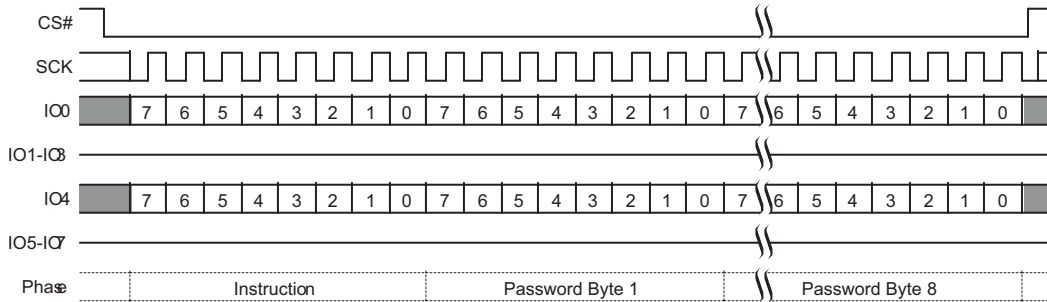 CS#
SCK
IO0 7 6 5 4 3 2 1 0 7 6 5 4 3 2 1 0 7 6 5 4 3 2 1 0
IO1-IO3
IO4 7 6 5 4 3 2 1 0 7 6 5 4 3 2 1 0 7 6 5 4 3 2 1 0
IO5-IO7
Phase Instruction Password Byte 1 Password Byte 8